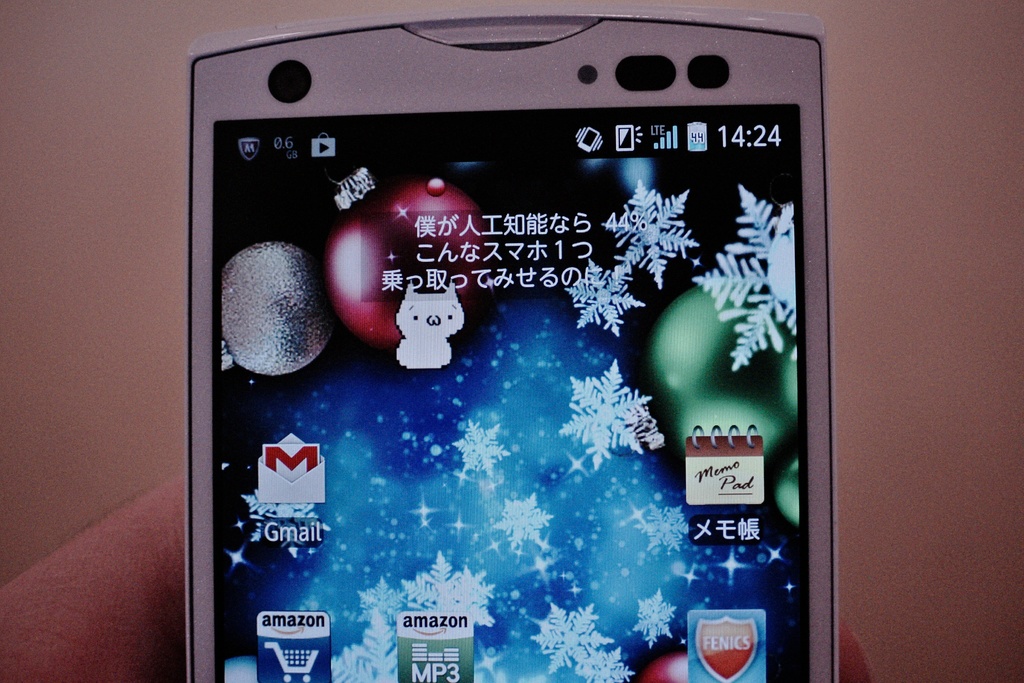 M 0.6 GB LTE 44 14:24
僕が人工知能なら 44%
こんなスマホ1つ
乗っ取ってみせるのに
Memo
Pad
Gmail
メモ帳
amazon amazon FENICS
MP3